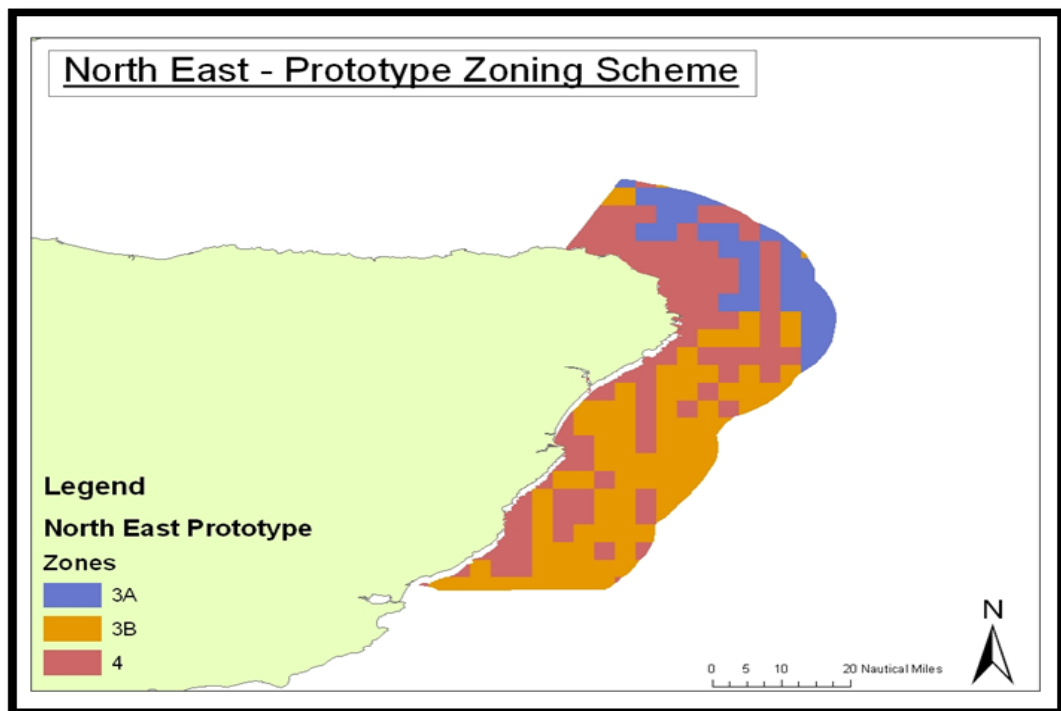 North East - Prototype Zoning Scheme
Legend
North East Prototype
Zones
3A
3B
4
N
0 5 10 20 Nautical Miles